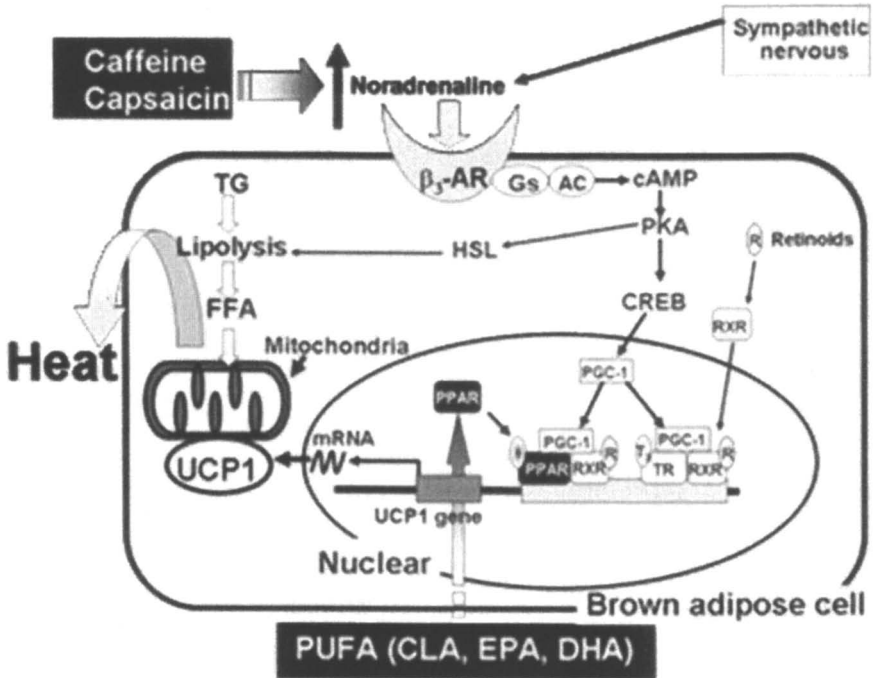 Caffeine
Capsaicin
Noradrenaline
Sympathetic
nervous
β3-AR
Gs
AC
cAMP
TG
PKA
R
Retinoids
Lipolysis
HSL
FFA
CREB
RXR
Heat
Mitochondria
PGC-1
PPAR
mRNA
PGC-1
R
PGC-1
R
UCP1
PPAR
RXR
TR
RXR
UCP1 gene
Nuclear
Brown adipose cell
PUFA (CLA, EPA, DHA)